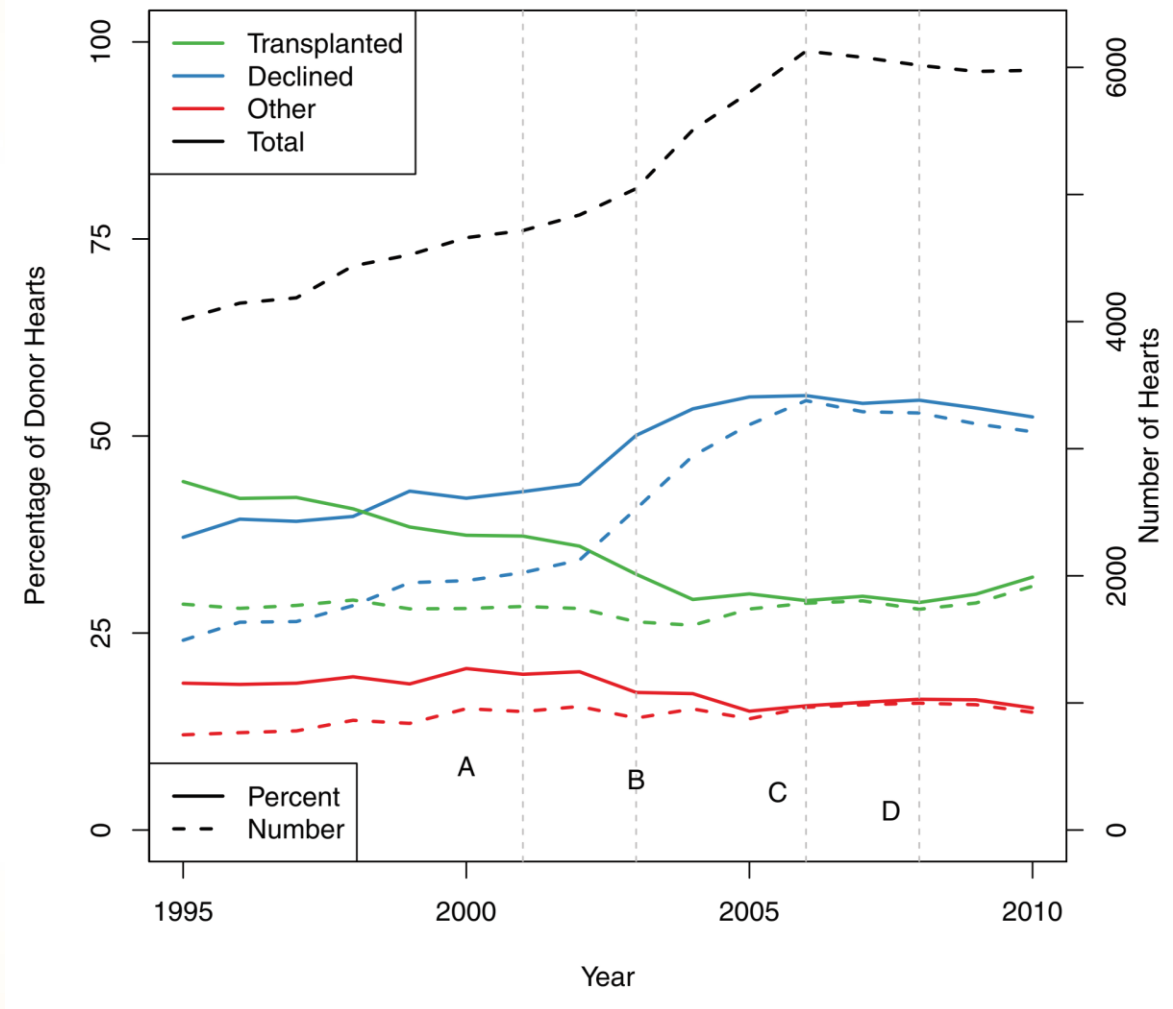 Transplanted
Declined
Other
Total
Percentage of Donor Hearts
100
75
50
25
0
Number of Hearts
6000
4000
2000
0
A
B
C
D
Percent
Number
1995
2000
2005
2010
Year